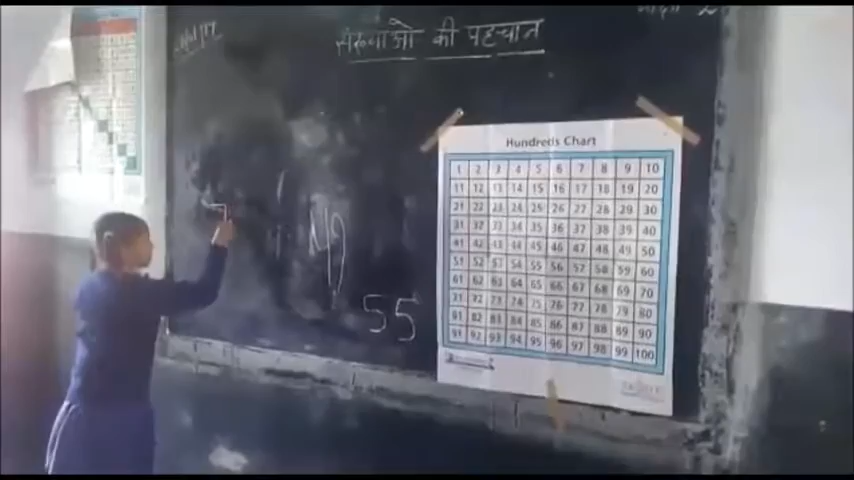 संख्याओ की पहचान
49
55
Hundreds Chart
1 2 3 4 5 6 7 8 9 10
11 12 13 14 15 16 17 18 19 20
21 22 23 24 25 26 27 28 29 30
31 32 33 34 35 36 37 38 39 40
41 42 43 44 45 46 47 48 49 50
51 52 53 54 55 56 57 58 59 60
61 62 63 64 65 66 67 68 69 70
71 72 73 74 75 76 77 78 79 80
81 82 83 84 85 86 87 88 89 90
91 92 93 94 95 96 97 98 99 100